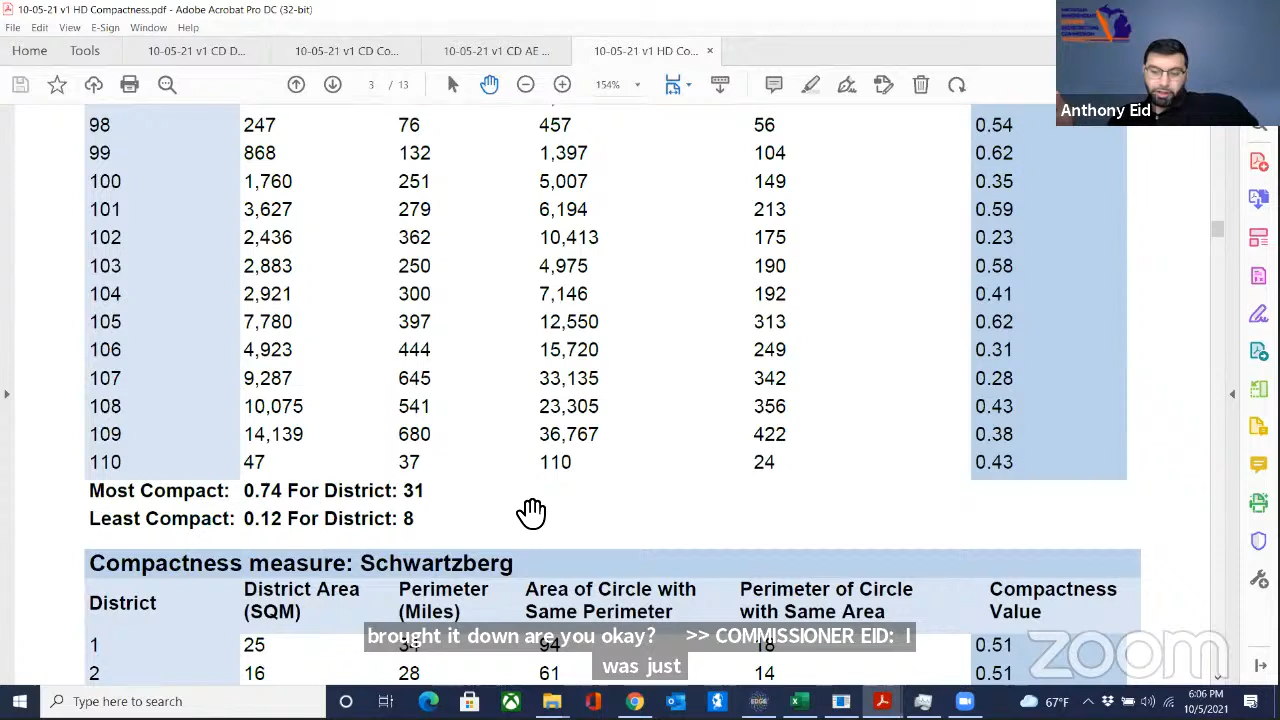 10-05-21 v1 HD Compactness.pdf - Adobe Acrobat Pro DC (32-bit)
File Edit View E-Sign Window Help
Home Tools 10-05-21 v1 CD D... 10-05-21 v1 CD AE ... 10-05-21 v1 HD Co... ×
3 / 13 154%
Anthony Eid
98 247 76 457 56 0.54
99 868 132 1,397 104 0.62
100 1,760 251 5,007 149 0.35
101 3,627 279 6,194 213 0.59
102 2,436 362 10,413 175 0.23
103 2,883 250 4,975 190 0.58
104 2,921 300 7,146 192 0.41
105 7,780 397 12,550 313 0.62
106 4,923 444 15,720 249 0.31
107 9,287 645 33,135 342 0.28
108 10,075 541 23,305 356 0.43
109 14,139 680 36,767 422 0.38
110 47 37 110 24 0.43
Most Compact: 0.74 For District: 31
Least Compact: 0.12 For District: 8
Compactness measure: Schwartzberg
District Area Perimeter Area of Circle with Perimeter of Circle Compactness
District (SQM) (Miles) Same Perimeter with Same Area Value
brought it down are you okay? >> COMMISSIONER EID: I
was just
1 25 94 18 0.51
2 16 28 61 14 0.51
zoom
Type here to search
67°F 6:06 PM
10/5/2021